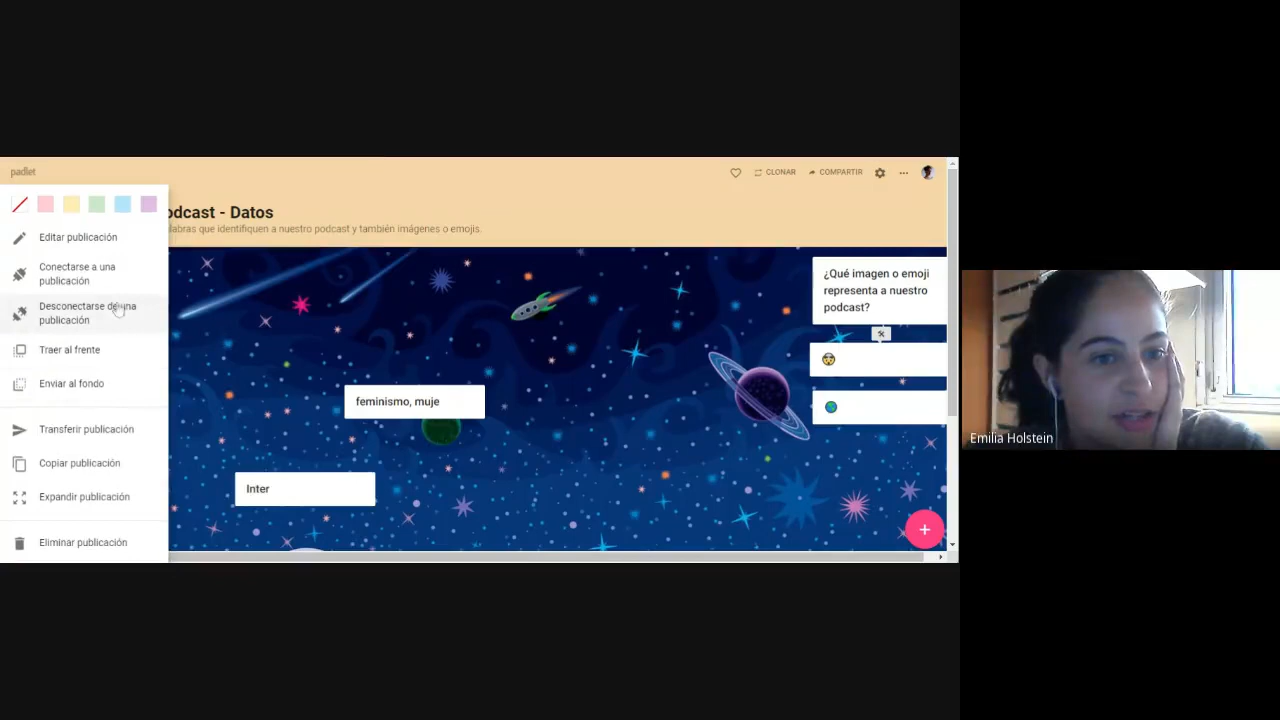 padlet
CLONAR
COMPARTIR
odcast - Datos
labras que identifiquen a nuestro podcast y también imágenes o emojis.
Editar publicación
Conectarse a una
publicación
Desconectarse de una
publicación
Traer al frente
Enviar al fondo
Transferir publicación
Copiar publicación
Expandir publicación
Eliminar publicación
feminismo, muje
Inter
¿Qué imagen o emoji
representa a nuestro
podcast?
Emilia Holstein